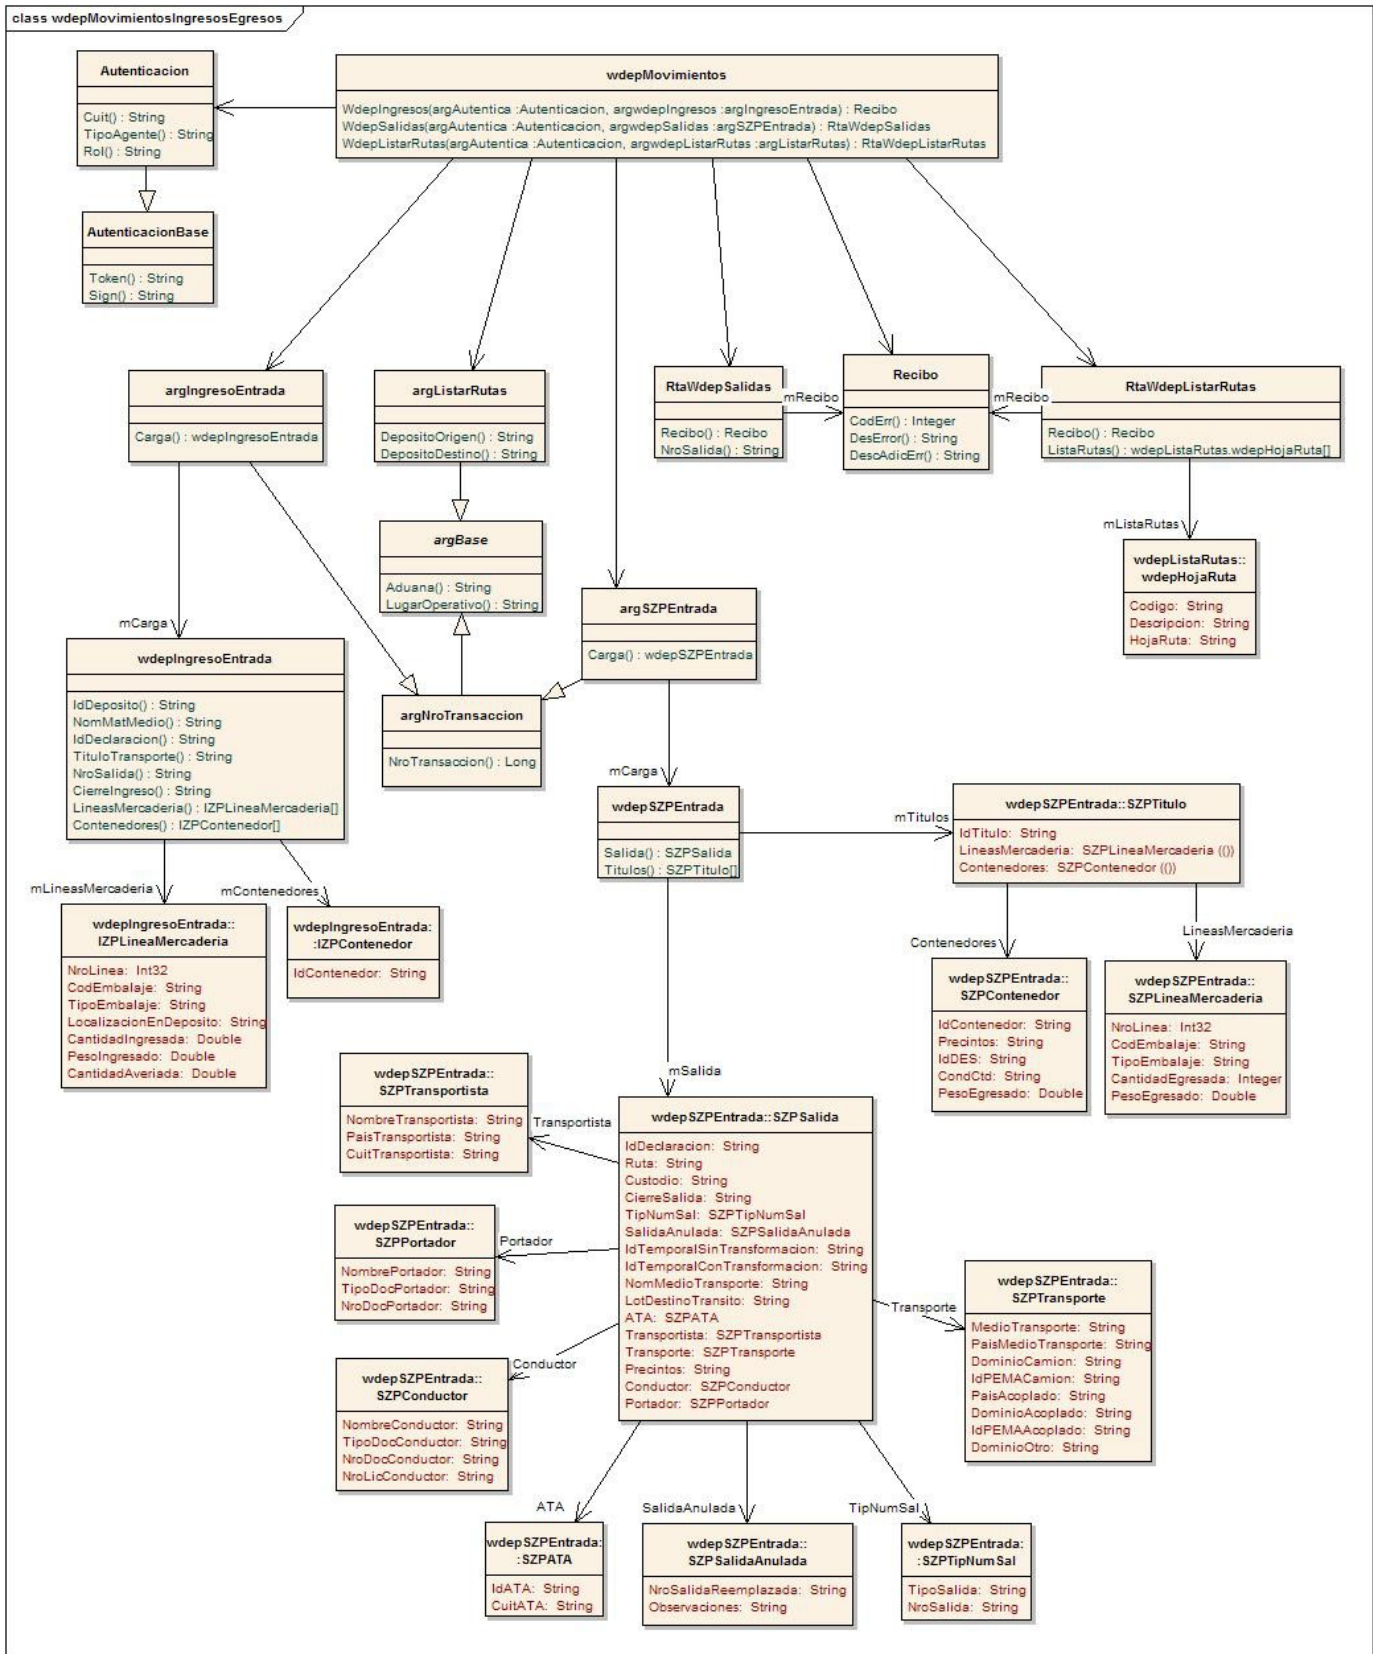 class wdepMovimientosIngresosEgresos
Autenticacion
Cuit() : String
TipoAgente() : String
Rol() : String
wdepMovimientos
WdepIngresos(argAutentica :Autenticacion, argwdepIngresos :argIngresoEntrada) : Recibo
WdepSalidas(argAutentica :Autenticacion, argwdepSalidas :argSZPEntrada) : RtaWdepSalidas
WdepListarRutas(argAutentica :Autenticacion, argwdepListarRutas :argListarRutas) : RtaWdepListarRutas
AutenticacionBase
Token() : String
Sign() : String
argIngresoEntrada
Carga() : wdepIngresoEntrada
argListarRutas
DepositoOrigen() : String
DepositoDestino() : String
RtaWdepSalidas
Recibo() : Recibo
NroSalida() : String
mRecibo
Recibo
CodErr() : Integer
DesError() : String
DescAdicErr() : String
mRecibo
RtaWdepListarRutas
Recibo() : Recibo
ListaRutas() : wdepListaRutas.wdepHojaRuta[]
mListaRutas
wdepListaRutas::
wdepHojaRuta
Codigo: String
Descripcion: String
HojaRuta: String
argBase
Aduana() : String
LugarOperativo() : String
argSZPEntrada
Carga() : wdepSZPEntrada
mCarga
wdepIngresoEntrada
IdDeposito() : String
NomMatMedio() : String
IdDeclaracion() : String
TituloTransporte() : String
NroSalida() : String
CierreIngreso() : String
LineasMercaderia() : IZPLineaMercaderia[]
Contenedores() : IZPContenedor[]
argNroTransaccion
NroTransaccion() : Long
mCarga
wdepSZPEntrada
Salida() : SZPSalida
Titulos() : SZPTitulo[]
mTitulos
wdepSZPEntrada::SZPTitulo
IdTitulo: String
LineasMercaderia: SZPLineaMercaderia (())
Contenedores: SZPContenedor (())
mLineasMercaderia
mContenedores
wdepIngresoEntrada::
IZPLineaMercaderia
NroLinea: Int32
CodEmbalaje: String
TipoEmbalaje: String
LocalizacionEnDeposito: String
CantidadIngresada: Double
PesoIngresado: Double
CantidadAveriada: Double
wdepIngresoEntrada:
:IZPContenedor
IdContenedor: String
Contenedores
LineasMercaderia
wdepSZPEntrada::
SZPContenedor
IdContenedor: String
Precintos: String
IdDES: String
CondCtd: String
PesoEgresado: Double
wdepSZPEntrada::
SZPLineaMercaderia
NroLinea: Int32
CodEmbalaje: String
TipoEmbalaje: String
CantidadEgresada: Integer
PesoEgresado: Double
mSalida
wdepSZPEntrada::
SZPTransportista
NombreTransportista: String
PaisTransportista: String
CuitTransportista: String
Transportista
wdepSZPEntrada::SZPSalida
IdDeclaracion: String
Ruta: String
Custodio: String
CierreSalida: String
TipNumSal: SZPTipNumSal
SalidaAnulada: SZPSalidaAnulada
IdTemporalSinTransformacion: String
IdTemporalConTransformacion: String
NomMedioTransporte: String
LotDestinoTransito: String
ATA: SZPATA
Transportista: SZPTransportista
Transporte: SZPTransporte
Precintos: String
Conductor: SZPConductor
Portador: SZPPortador
wdepSZPEntrada::
SZPPortador
NombrePortador: String
TipoDocPortador: String
NroDocPortador: String
Portador
Transporte
wdepSZPEntrada::
SZPTransporte
MedioTransporte: String
PaisMedioTransporte: String
DominioCamion: String
IdPEMACamion: String
PaisAcoplado: String
DominioAcoplado: String
IdPEMAAcoplado: String
DominioOtro: String
Conductor
wdepSZPEntrada::
SZPConductor
NombreConductor: String
TipoDocConductor: String
NroDocConductor: String
NroLicConductor: String
ATA
SalidaAnulada
TipNumSal
wdepSZPEntrada:
:SZPATA
IdATA: String
CuitATA: String
wdepSZPEntrada::
SZPSalidaAnulada
NroSalidaReemplazada: String
Observaciones: String
wdepSZPEntrada:
:SZPTipNumSal
TipoSalida: String
NroSalida: String